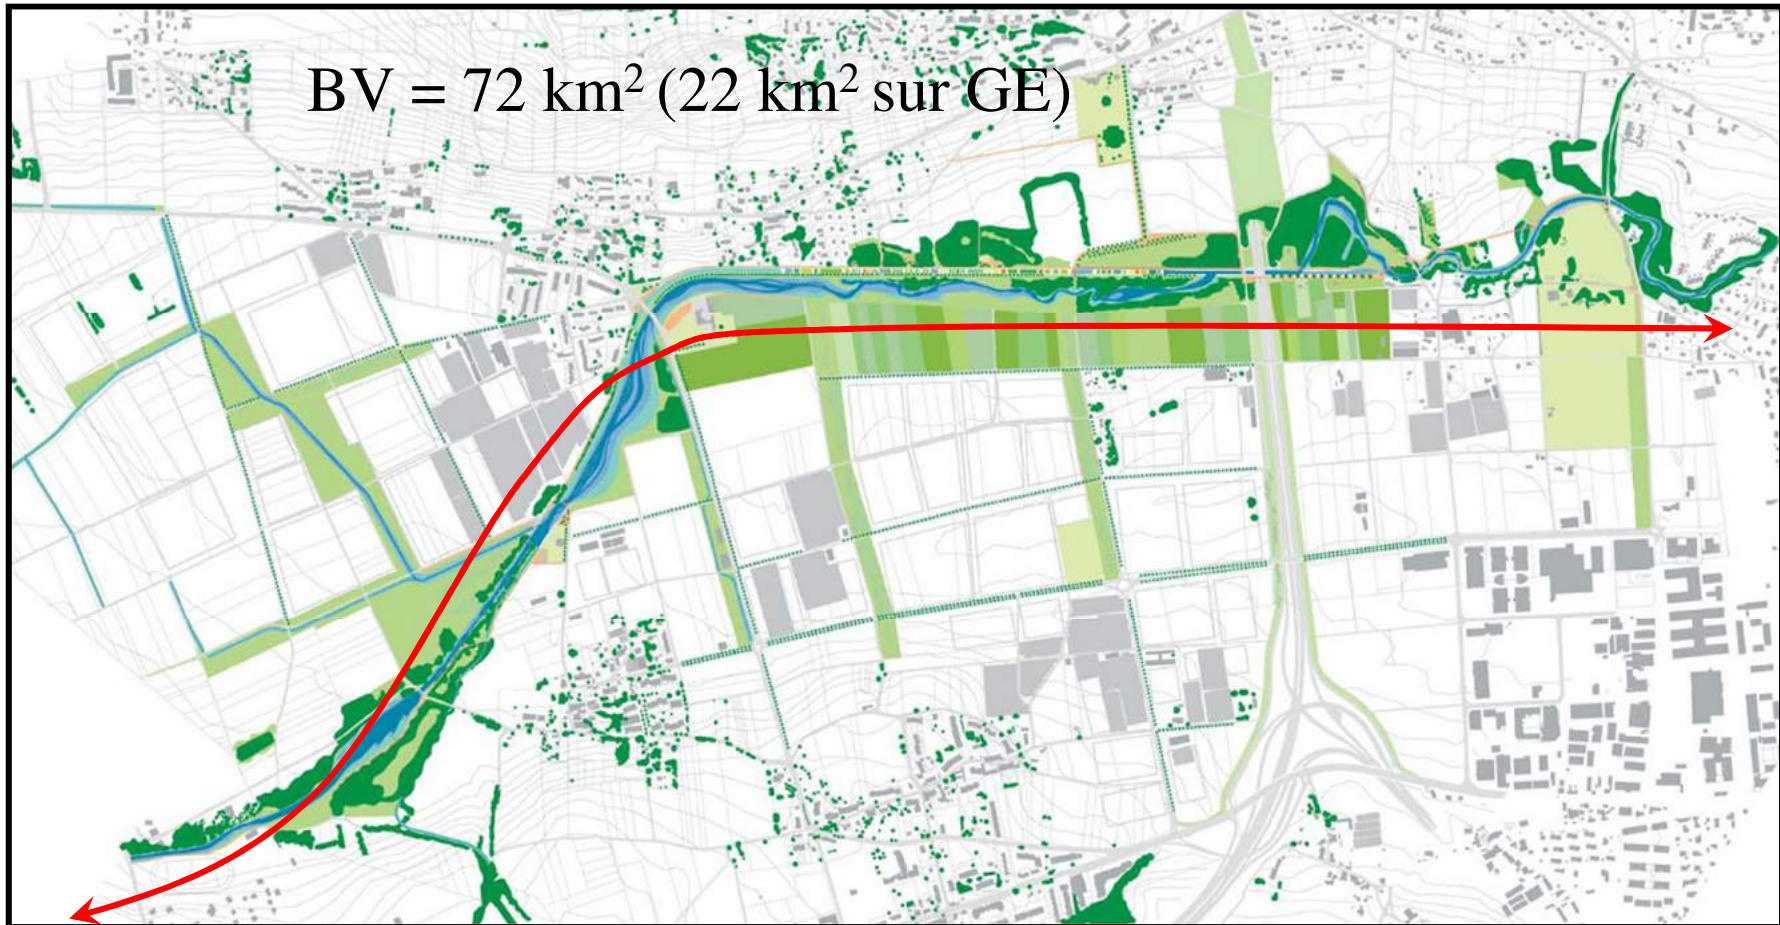 BV = 72 km² (22 km² sur GE)